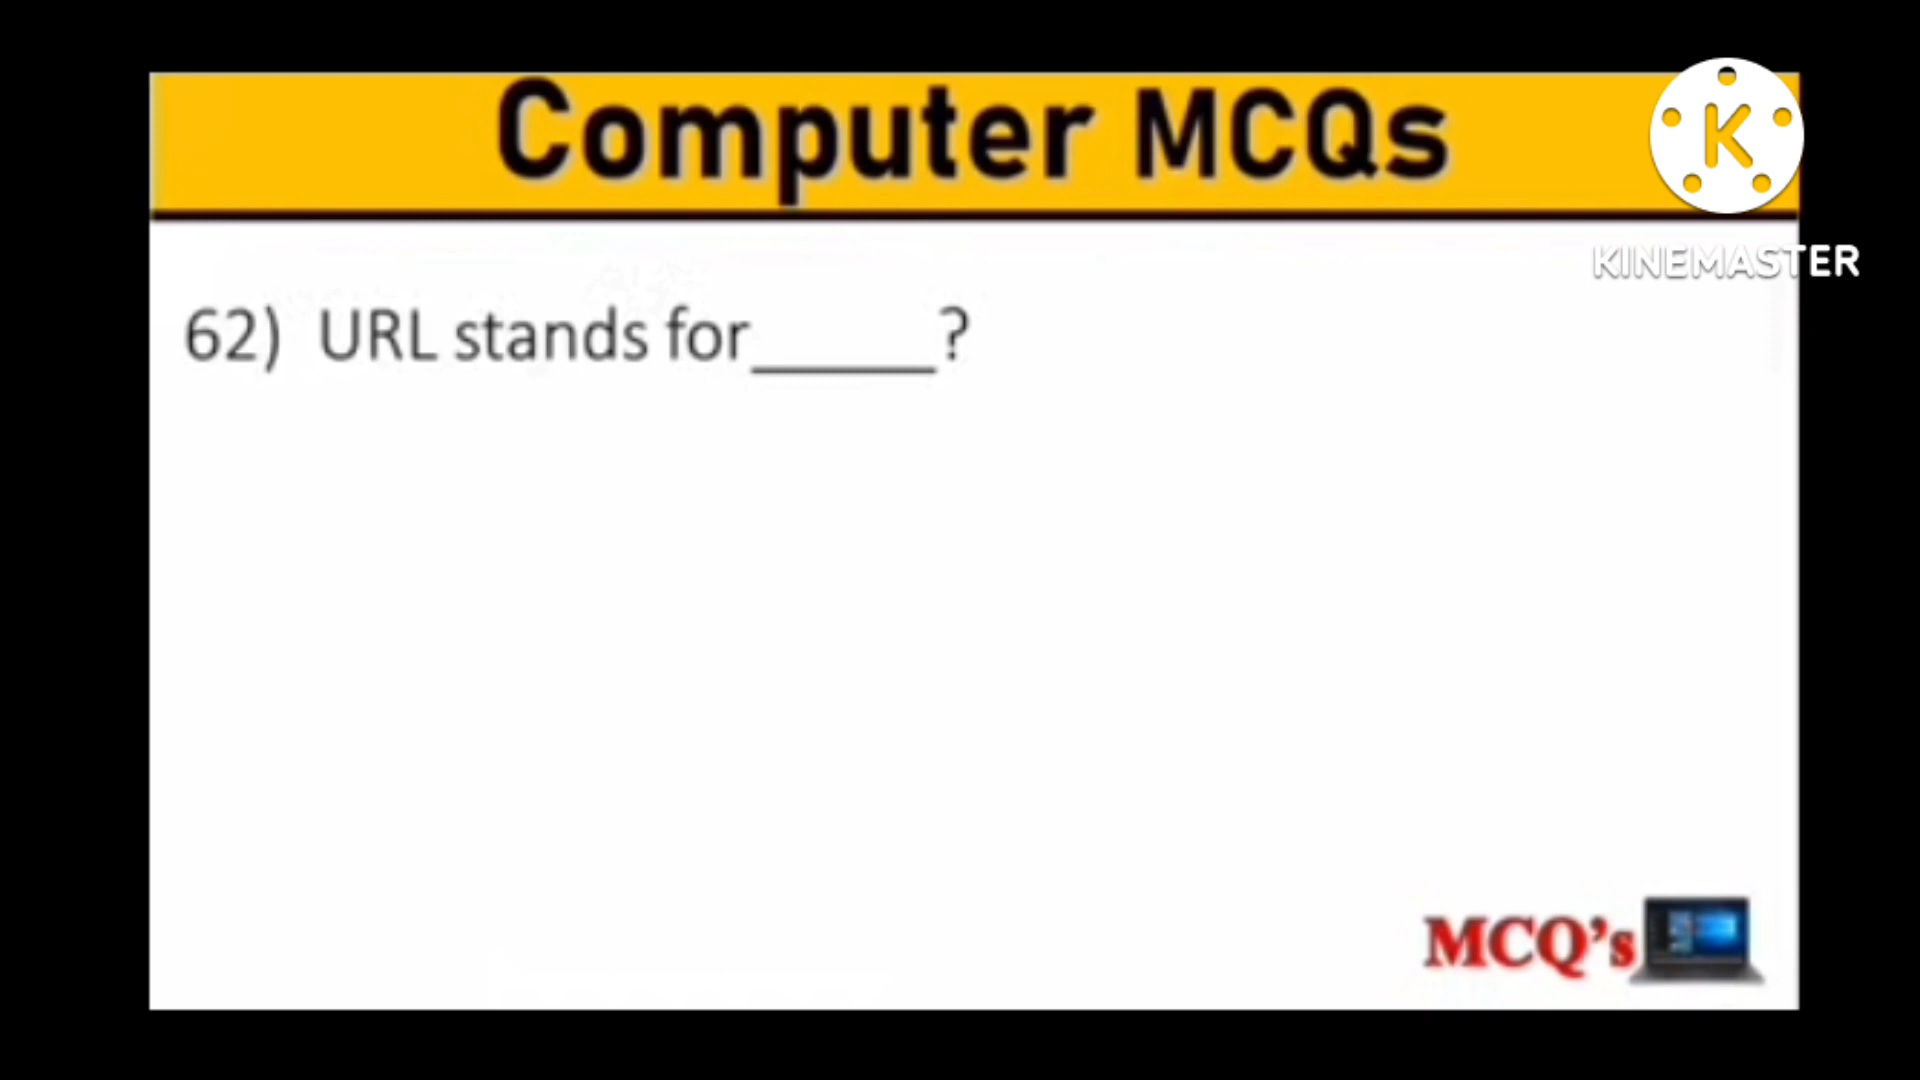 Computer MCQs
K
KINEMASTER
62) URL stands for______?
MCQ’s